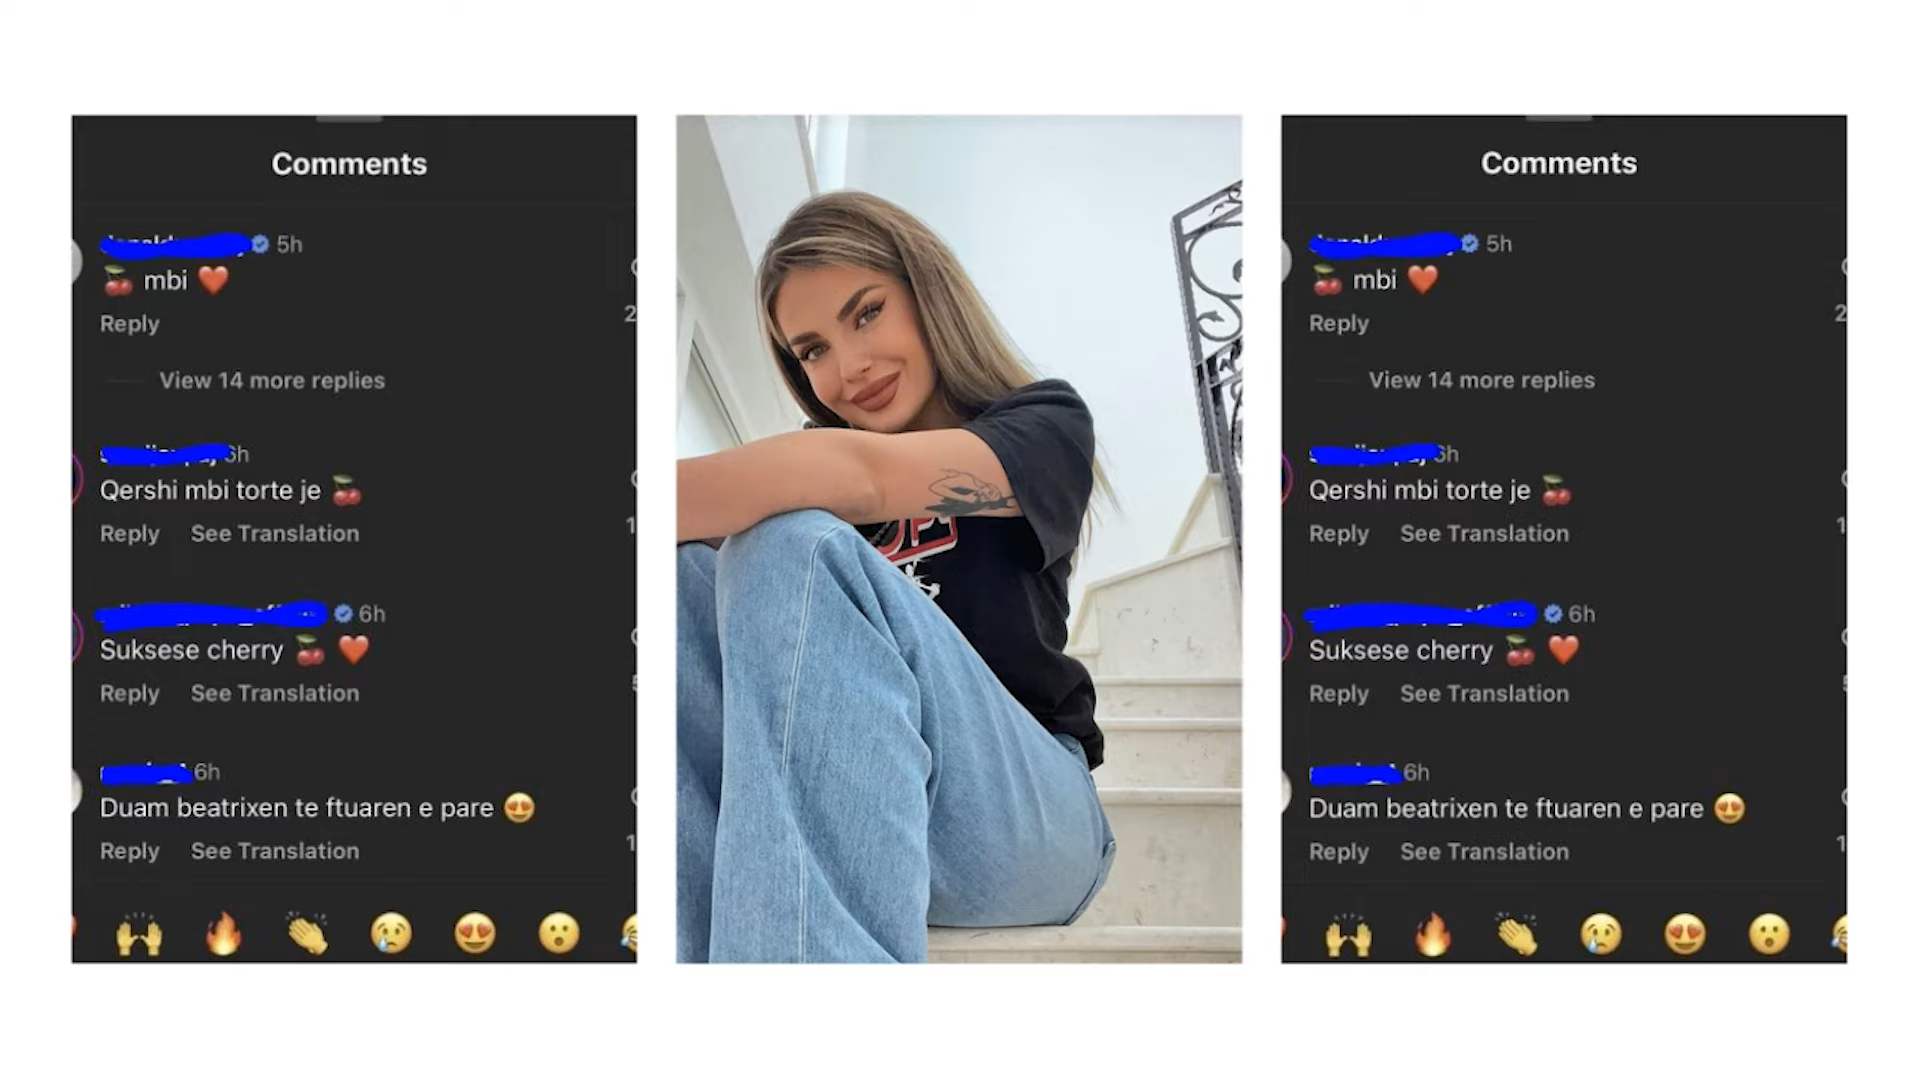 Comments
5h
🍒 mbi ❤️
Reply
View 14 more replies
6h
Qershi mbi torte je 🍒
Reply See Translation
6h
Suksese cherry 🍒 ❤️
Reply See Translation
6h
Duam beatrixen te ftuaren e pare 😍
Reply See Translation
Comments
5h
🍒 mbi ❤️
Reply
View 14 more replies
6h
Qershi mbi torte je 🍒
Reply See Translation
6h
Suksese cherry 🍒 ❤️
Reply See Translation
6h
Duam beatrixen te ftuaren e pare 😍
Reply See Translation